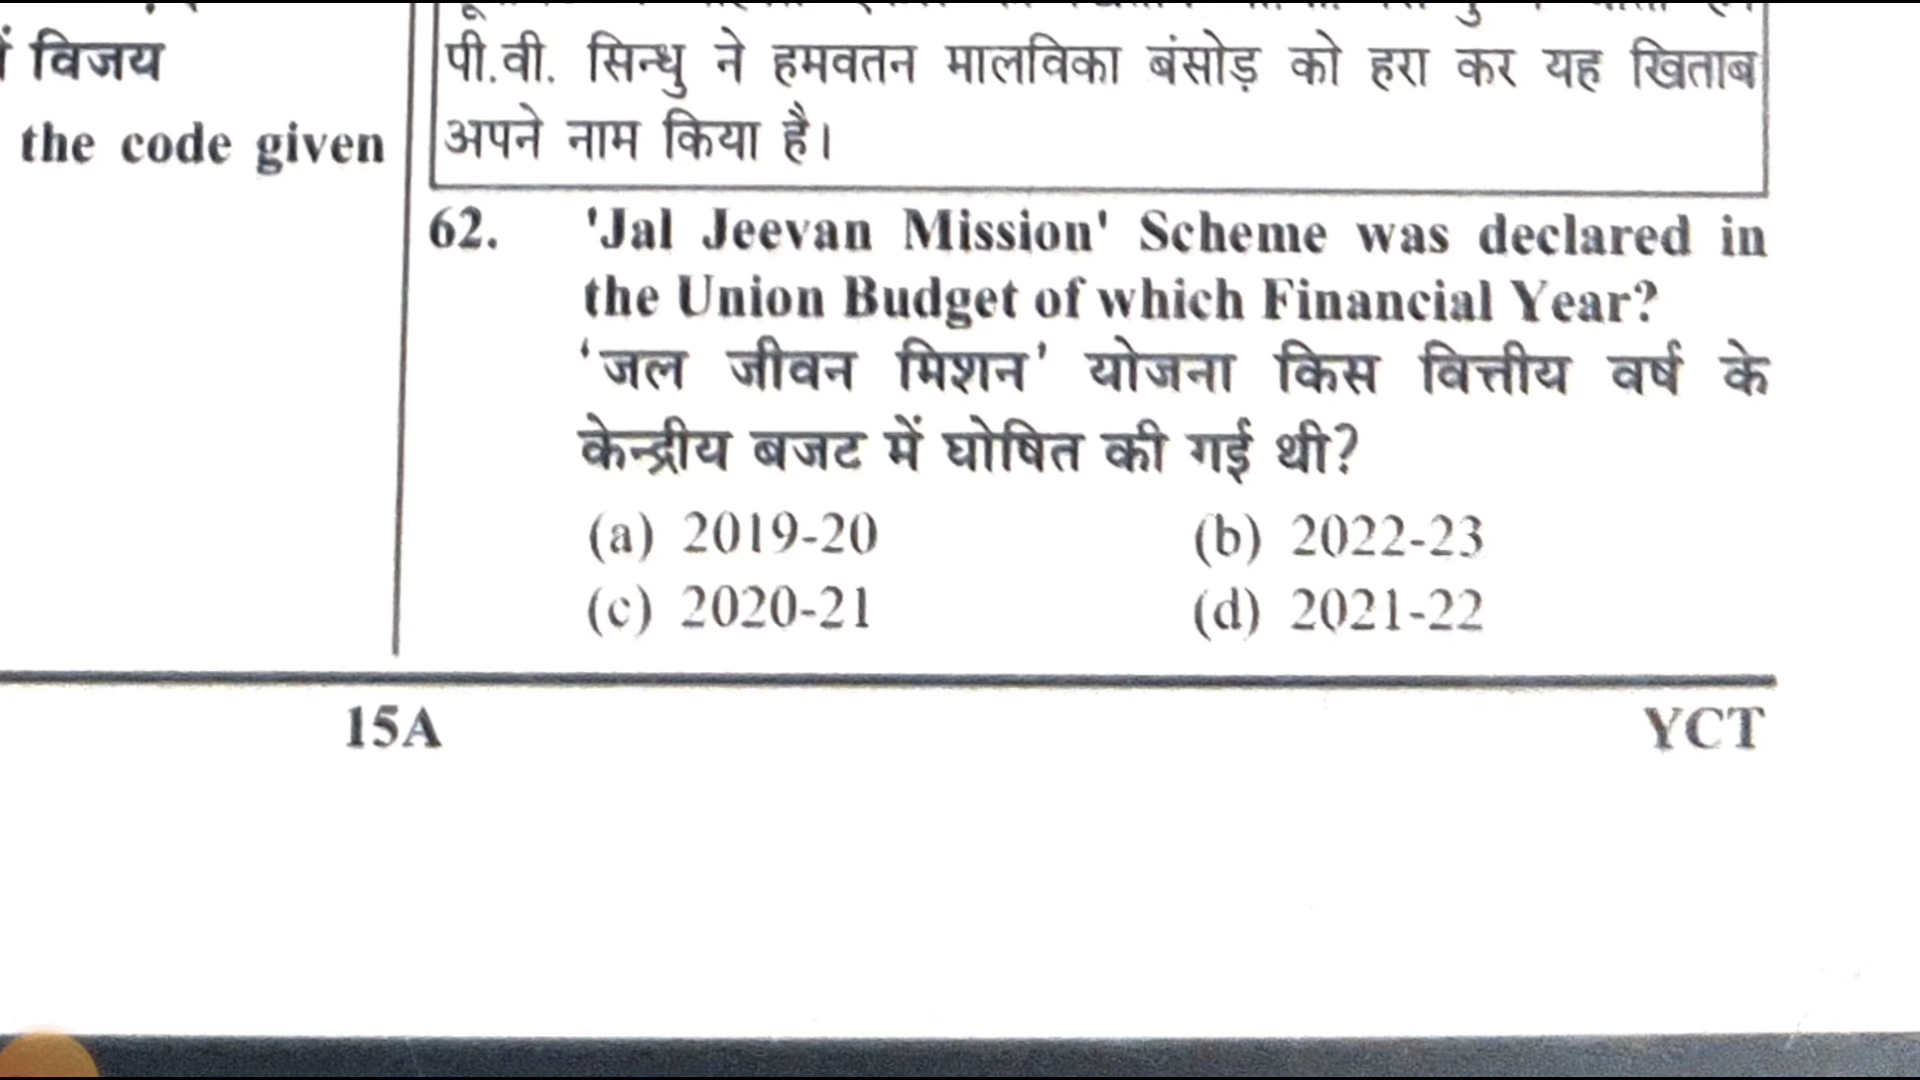 में विजय
the code given
पी.वी. सिन्धु ने हमवतन मालविका बंसोड़ को हरा कर यह खिताब
अपने नाम किया है।
62. 'Jal Jeevan Mission' Scheme was declared in
the Union Budget of which Financial Year?
‘जल जीवन मिशन’ योजना किस वित्तीय वर्ष के
केन्द्रीय बजट में घोषित की गई थी?
(a) 2019-20 (b) 2022-23
(c) 2020-21 (d) 2021-22
15A YCT